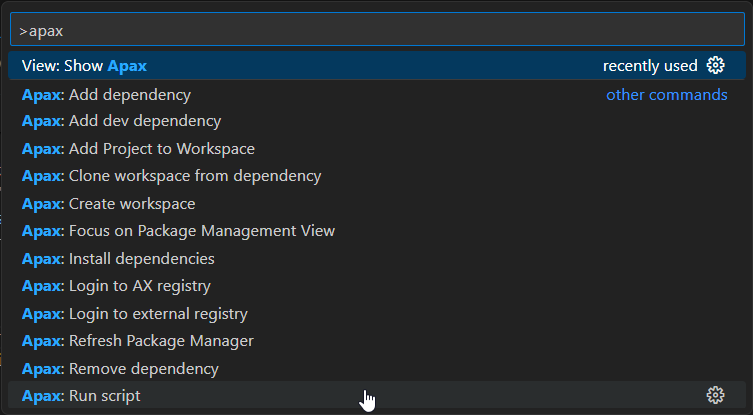 >apax
View: Show Apax recently used
Apax: Add dependency other commands
Apax: Add dev dependency
Apax: Add Project to Workspace
Apax: Clone workspace from dependency
Apax: Create workspace
Apax: Focus on Package Management View
Apax: Install dependencies
Apax: Login to AX registry
Apax: Login to external registry
Apax: Refresh Package Manager
Apax: Remove dependency
Apax: Run script